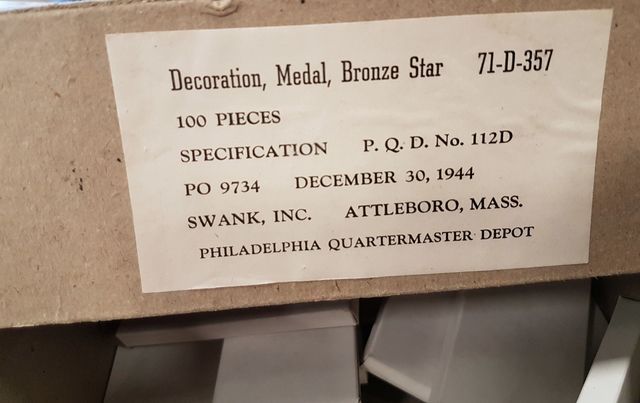 Decoration, Medal, Bronze Star 71-D-357
100 PIECES
SPECIFICATION P. Q. D. No. 112D
PO 9734 DECEMBER 30, 1944
SWANK, INC. ATTLEBORO, MASS.
PHILADELPHIA QUARTERMASTER DEPOT